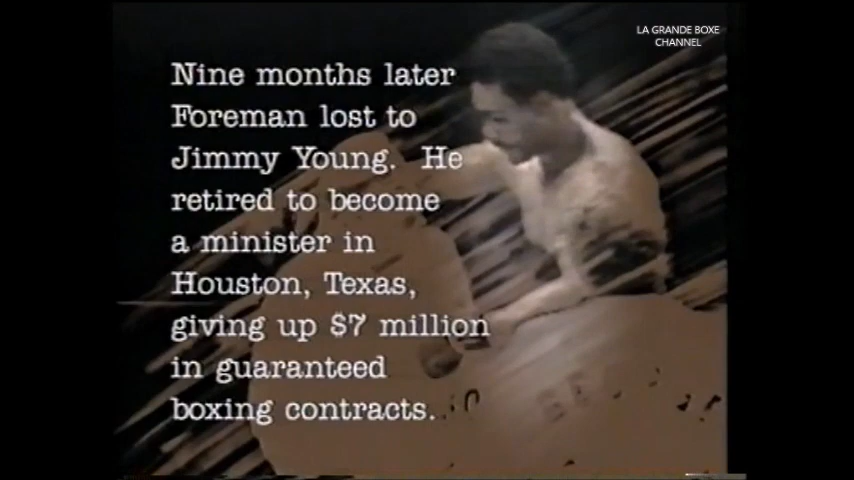 LA GRANDE BOXE
CHANNEL
Nine months later
Foreman lost to
Jimmy Young. He
retired to become
a minister in
Houston, Texas,
giving up $7 million
in guaranteed
boxing contracts.